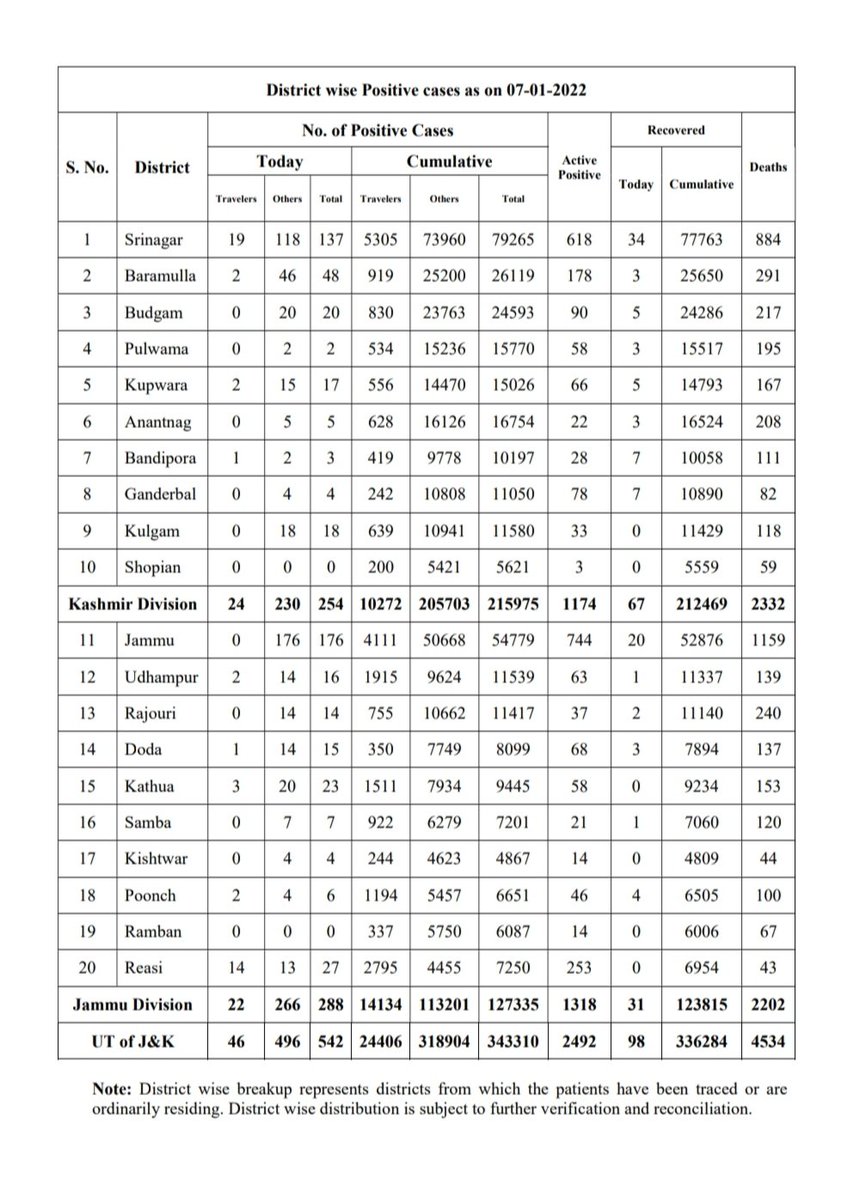 District wise Positive cases as on 07-01-2022
S. No. District No. of Positive Cases Active Positive Recovered Deaths
Today Cumulative Today Cumulative
Travelers Others Total Travelers Others Total
1 Srinagar 19 118 137 5305 73960 79265 618 34 77763 884
2 Baramulla 2 46 48 919 25200 26119 178 3 25650 291
3 Budgam 0 20 20 830 23763 24593 90 5 24286 217
4 Pulwama 0 2 2 534 15236 15770 58 3 15517 195
5 Kupwara 2 15 17 556 14470 15026 66 5 14793 167
6 Anantnag 0 5 5 628 16126 16754 22 3 16524 208
7 Bandipora 1 2 3 419 9778 10197 28 7 10058 111
8 Ganderbal 0 4 4 242 10808 11050 78 7 10890 82
9 Kulgam 0 18 18 639 10941 11580 33 0 11429 118
10 Shopian 0 0 0 200 5421 5621 3 0 5559 59
Kashmir Division 24 230 254 10272 205703 215975 1174 67 212469 2332
11 Jammu 0 176 176 4111 50668 54779 744 20 52876 1159
12 Udhampur 2 14 16 1915 9624 11539 63 1 11337 139
13 Rajouri 0 14 14 755 10662 11417 37 2 11140 240
14 Doda 1 14 15 350 7749 8099 68 3 7894 137
15 Kathua 3 20 23 1511 7934 9445 58 0 9234 153
16 Samba 0 7 7 922 6279 7201 21 1 7060 120
17 Kishtwar 0 4 4 244 4623 4867 14 0 4809 44
18 Poonch 2 4 6 1194 5457 6651 46 4 6505 100
19 Ramban 0 0 0 337 5750 6087 14 0 6006 67
20 Reasi 14 13 27 2795 4455 7250 253 0 6954 43
Jammu Division 22 266 288 14134 113201 127335 1318 31 123815 2202
UT of J&K 46 496 542 24406 318904 343310 2492 98 336284 4534
Note: District wise breakup represents districts from which the patients have been traced or are
ordinarily residing. District wise distribution is subject to further verification and reconciliation.